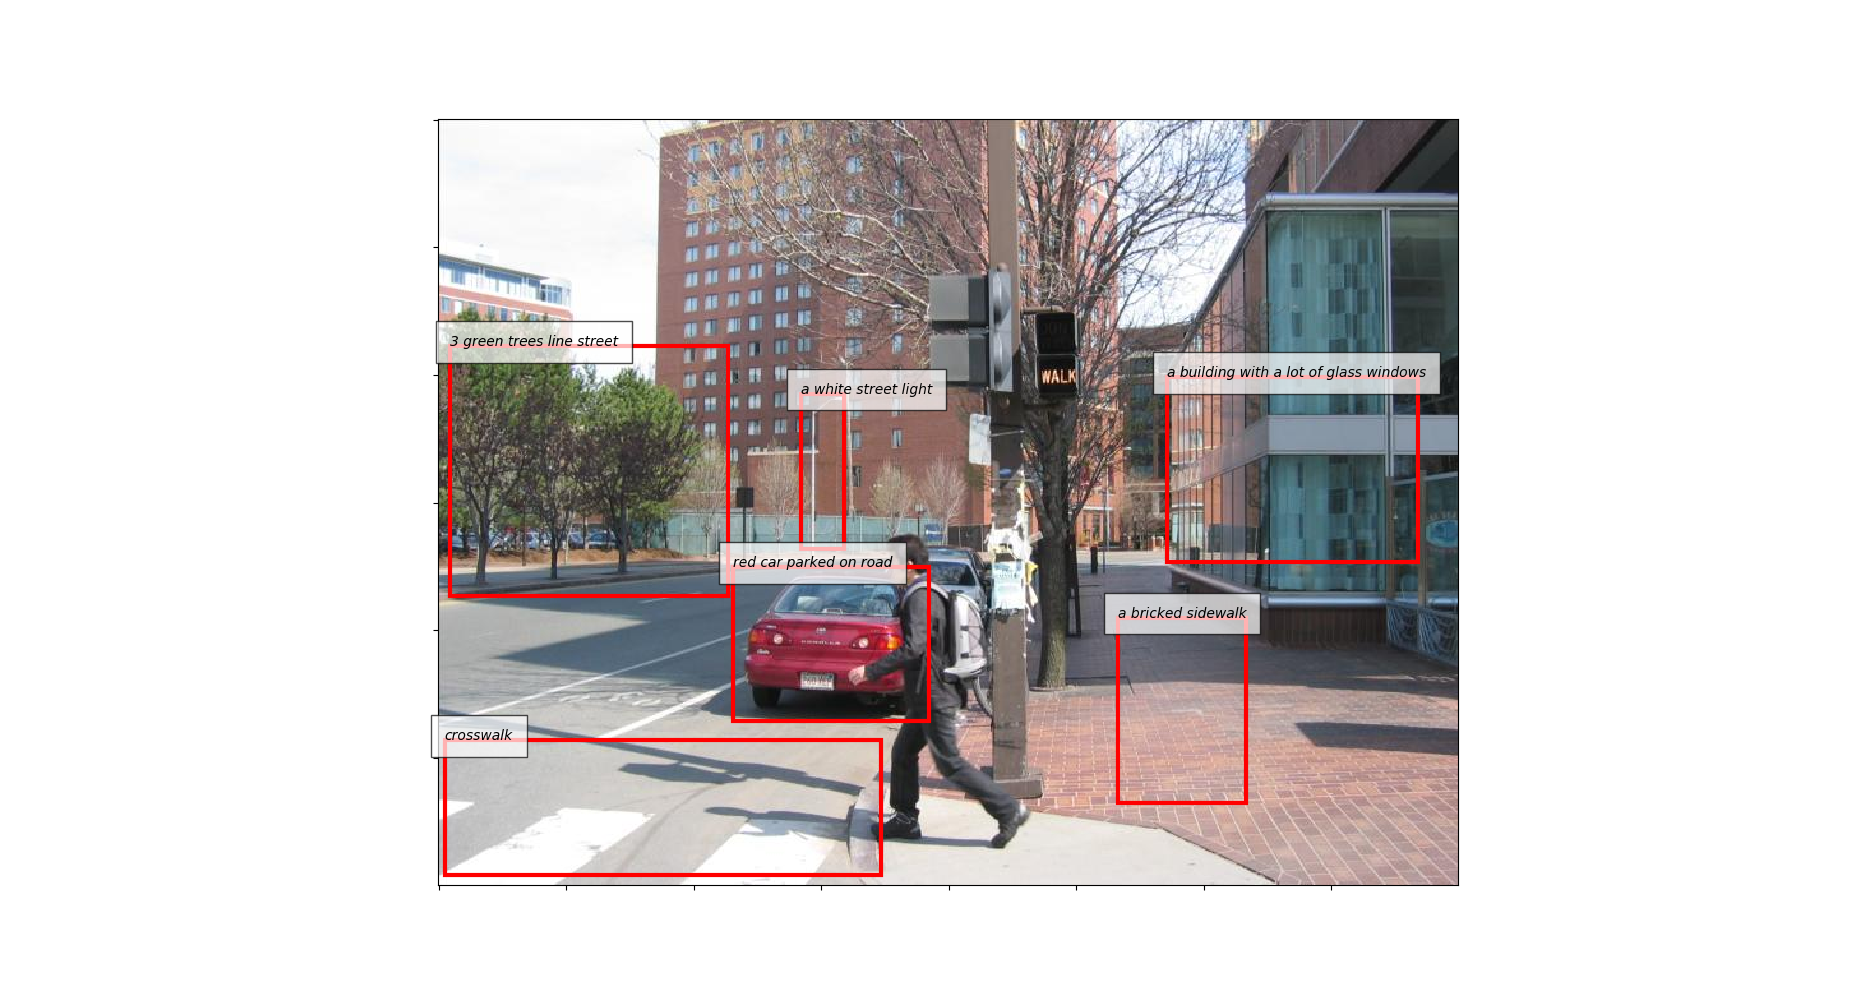 3 green trees line street
a white street light
WALK
a building with a lot of glass windows
red car parked on road
a bricked sidewalk
crosswalk